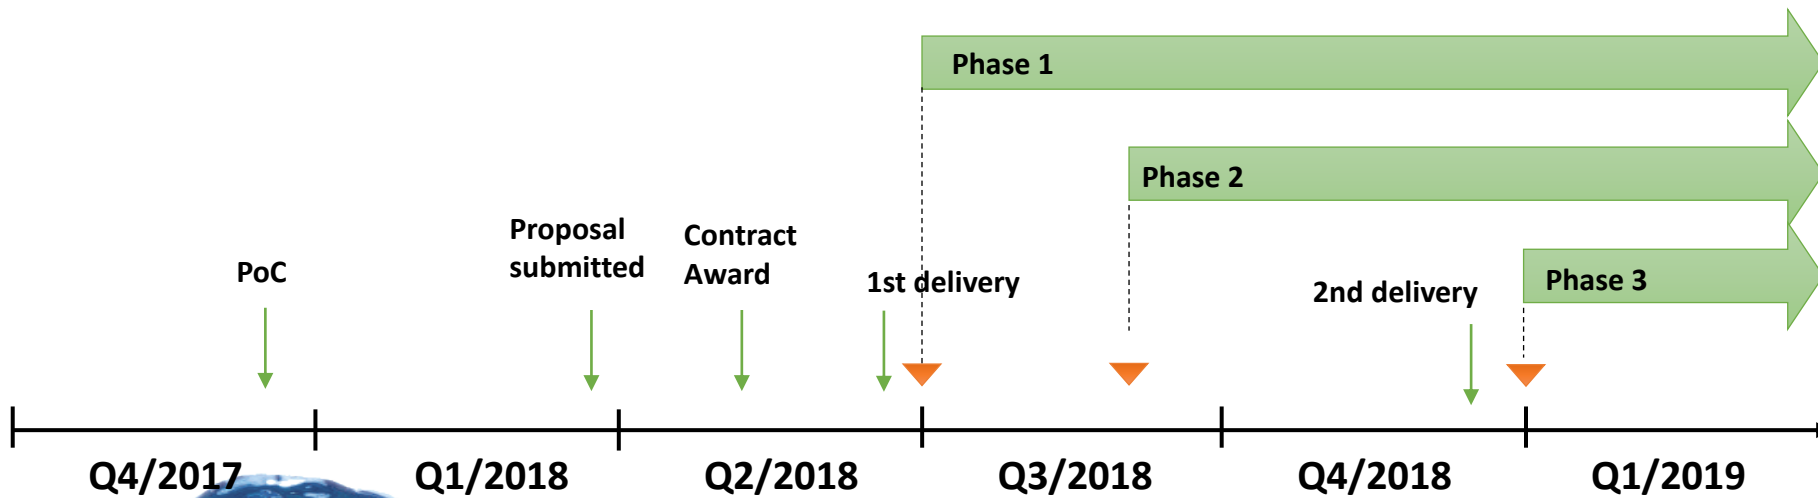 Phase 1
Phase 2
Proposal
submitted
Contract
Award
PoC
1st delivery
2nd delivery
Phase 3
Q4/2017
Q1/2018
Q2/2018
Q3/2018
Q4/2018
Q1/2019